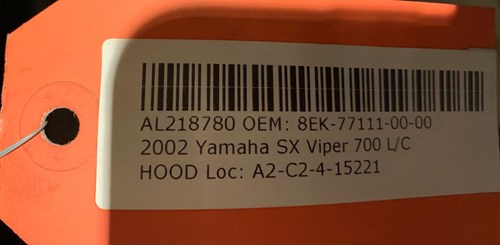 AL218780 OEM: 8EK-77111-00-00
2002 Yamaha SX Viper 700 L/C
HOOD Loc: A2-C2-4-15221